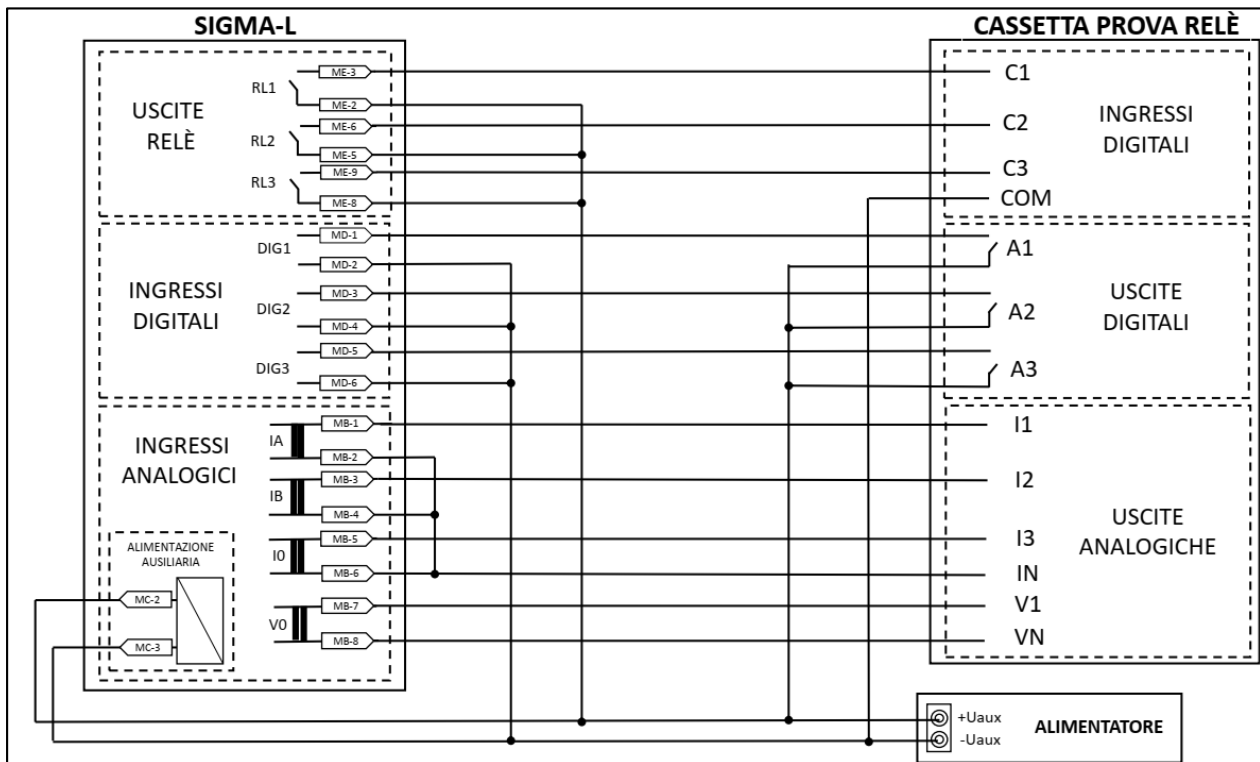 SIGMA-L
CASSETTA PROVA RELÈ
USCITE
RELÈ
RL1
RL2
RL3
ME-3
ME-2
ME-6
ME-5
ME-9
ME-8
INGRESSI
DIGITALI
DIG1
DIG2
DIG3
MD-1
MD-2
MD-3
MD-4
MD-5
MD-6
INGRESSI
ANALOGICI
IA
IB
I0
V0
MB-1
MB-2
MB-3
MB-4
MB-5
MB-6
MB-7
MB-8
ALIMENTAZIONE
AUSILIARIA
MC-2
MC-3
C1
C2
C3
COM
INGRESSI
DIGITALI
A1
A2
A3
USCITE
DIGITALI
I1
I2
I3
IN
V1
VN
USCITE
ANALOGICHE
+Uaux
-Uaux
ALIMENTATORE